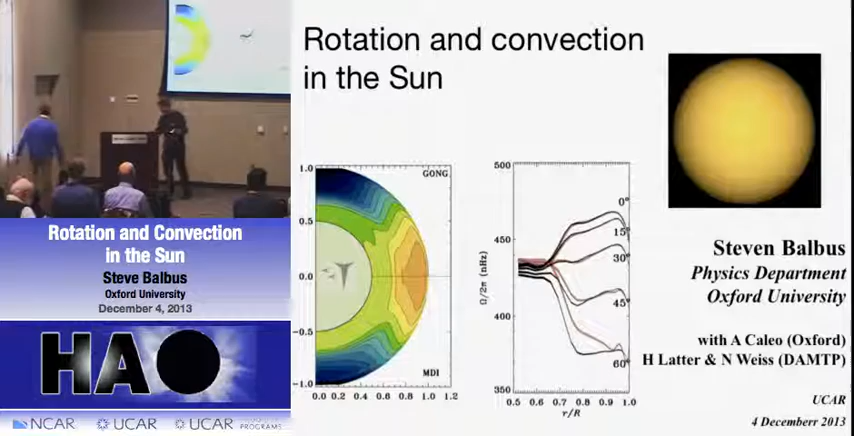 Rotation and convection
in the Sun
Rotation and Convection
in the Sun
Steve Balbus
Oxford University
December 4, 2013
HAO
NCAR UCAR UCAR
PROGRAMS
1.0
0.5
0.0
−0.5
−1.0
GONG
MDI
0.0 0.2 0.4 0.6 0.8 1.0 1.2
500
450
400
350
Ω/2π (nHz)
0°
15°
30°
45°
60°
0.5 0.6 0.7 0.8 0.9 1.0
r/R
Steven Balbus
Physics Department
Oxford University
with A Caleo (Oxford)
H Latter & N Weiss (DAMTP)
UCAR
4 Decemberr 2013